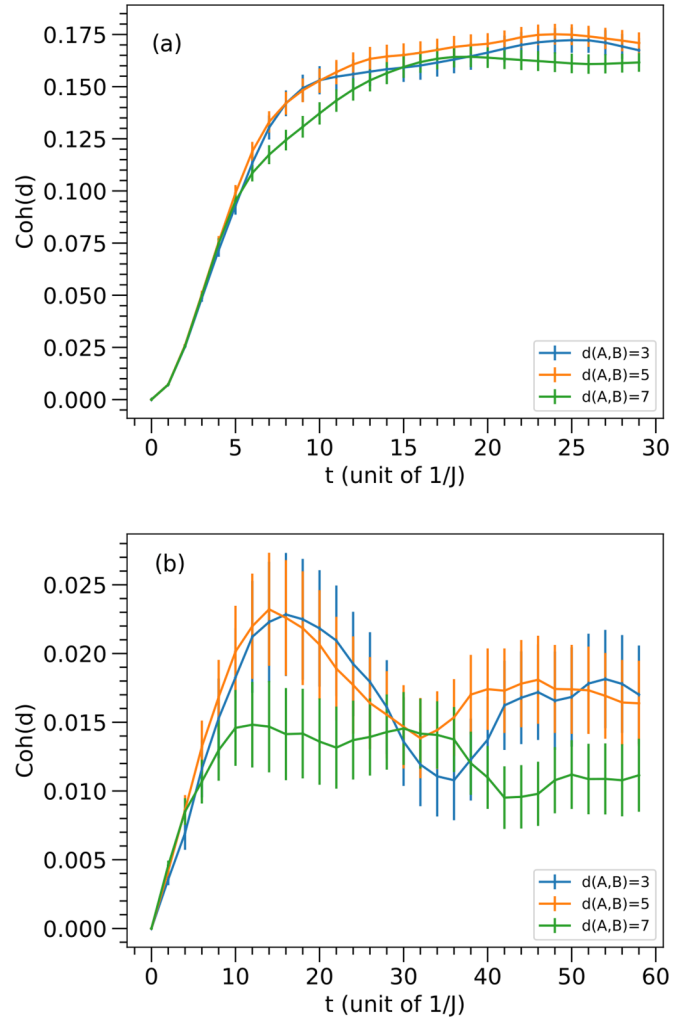 (a)
0.175
0.150
0.125
0.100
0.075
0.050
0.025
0.000
Coh(d)
d(A,B)=3
d(A,B)=5
d(A,B)=7
0 5 10 15 20 25 30
t (unit of 1/J)
(b)
0.025
0.020
0.015
0.010
0.005
0.000
Coh(d)
d(A,B)=3
d(A,B)=5
d(A,B)=7
0 10 20 30 40 50 60
t (unit of 1/J)